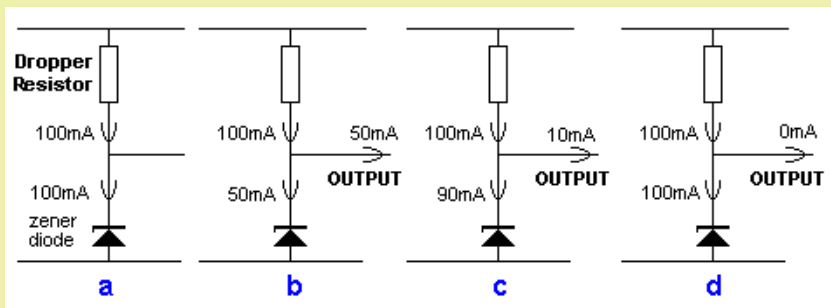 Dropper
Resistor
100mA
100mA
zener
diode
a
100mA
50mA
OUTPUT
50mA
b
100mA
10mA
OUTPUT
90mA
c
100mA
0mA
OUTPUT
100mA
d